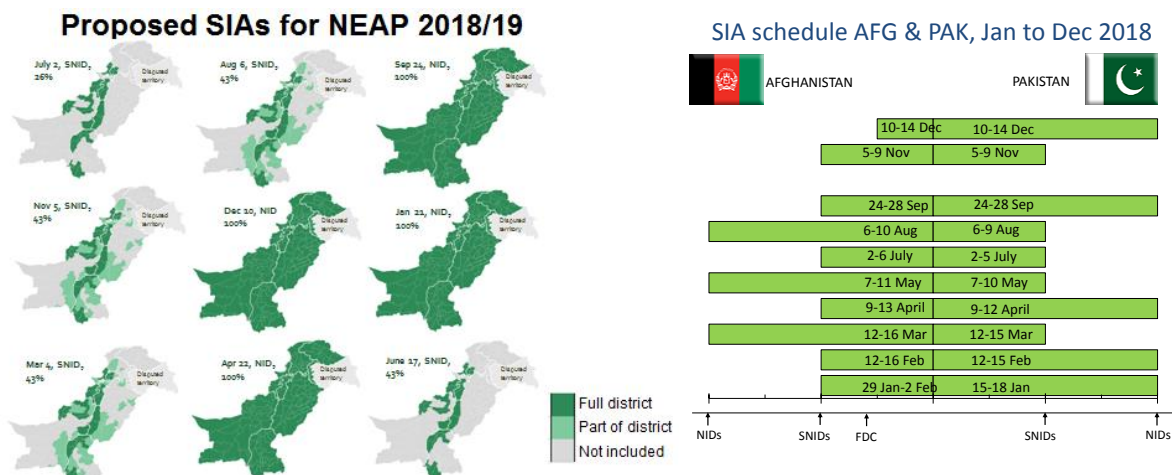 Proposed SIAs for NEAP 2018/19
July 2, SNID,
26%
Disputed
territory
Aug 6, SNID,
43%
Disputed
territory
Sep 24, NID,
100%
Disputed
territory
Nov 5, SNID,
43%
Disputed
territory
Dec 10, NID
100%
Disputed
territory
Jan 21, NID,
100%
Disputed
territory
Mar 4, SNID,
43%
Disputed
territory
Apr 22, NID,
100%
Disputed
territory
June 17, SNID,
43%
Disputed
territory
Full district
Part of district
Not included
SIA schedule AFG & PAK, Jan to Dec 2018
AFGHANISTAN
PAKISTAN
10-14 Dec 10-14 Dec
5-9 Nov 5-9 Nov
24-28 Sep 24-28 Sep
6-10 Aug 6-9 Aug
2-6 July 2-5 July
7-11 May 7-10 May
9-13 April 9-12 April
12-16 Mar 12-15 Mar
12-16 Feb 12-15 Feb
29 Jan-2 Feb 15-18 Jan
NIDs SNIDs FDC SNIDs NIDs